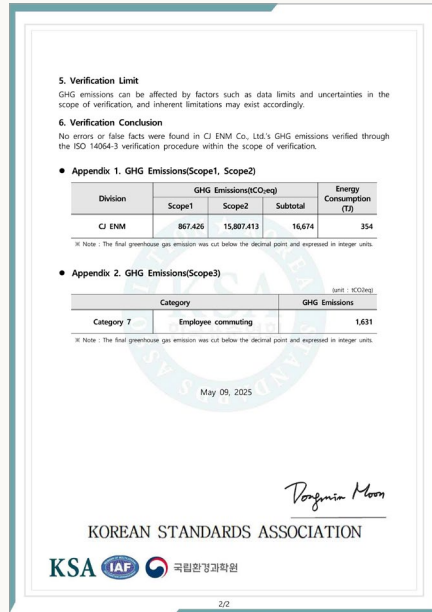 5. Verification Limit
GHG emissions can be affected by factors such as data limits and uncertainties in the
scope of verification, and inherent limitations may exist accordingly.
6. Verification Conclusion
No errors or false facts were found in CJ ENM Co., Ltd.'s GHG emissions verified through
the ISO 14064-3 verification procedure within the scope of verification.
● Appendix 1. GHG Emissions(Scope1, Scope2)
Division GHG Emissions(tCO₂eq) Energy Consumption (TJ)
Scope1 Scope2 Subtotal
CJ ENM 867.426 15,807.413 16,674 354
※ Note : The final greenhouse gas emission was cut below the decimal point and expressed in integer units.
● Appendix 2. GHG Emissions(Scope3)
(unit : tCO2eq)
Category GHG Emissions
Category 7 Employee commuting 1,631
※ Note : The final greenhouse gas emission was cut below the decimal point and expressed in integer units.
May 09, 2025
Dongmin Moon
KOREAN STANDARDS ASSOCIATION
KSA IAF 국립환경과학원
2/2